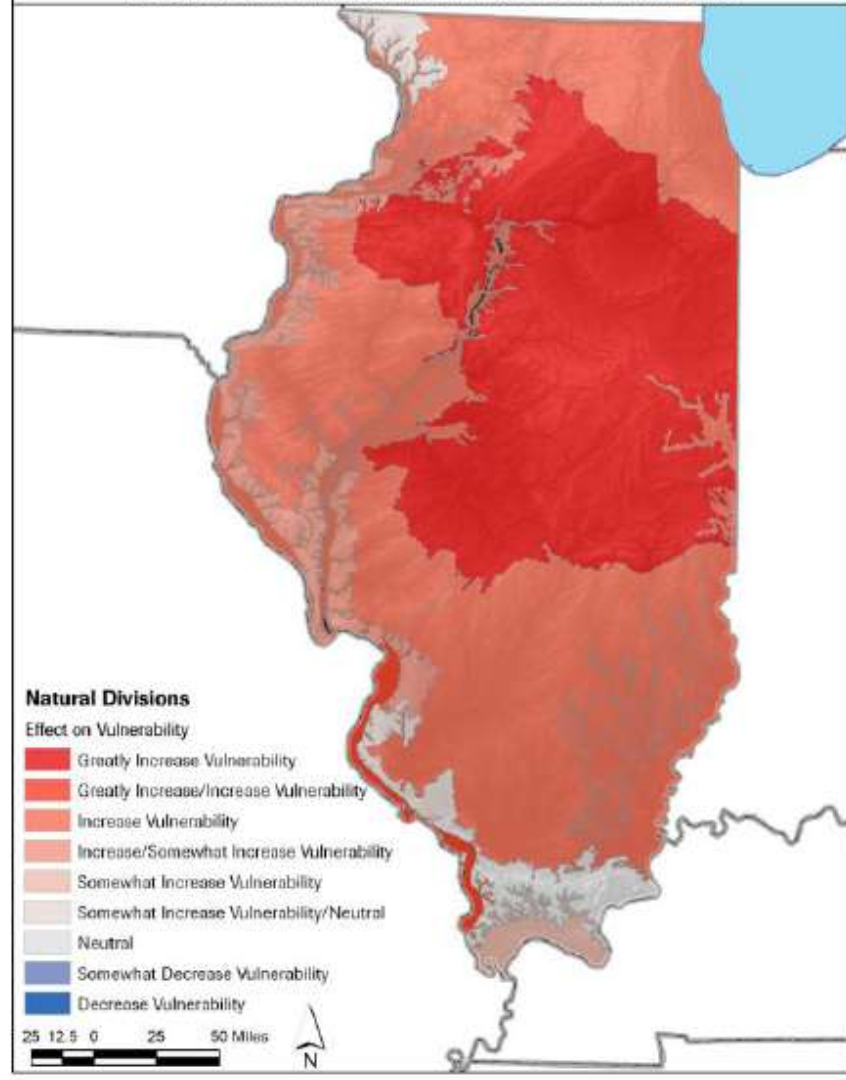 Natural Divisions
Effect on Vulnerability
Greatly Increase Vulnerability
Greatly Increase/Increase Vulnerability
Increase Vulnerability
Increase/Somewhat Increase Vulnerability
Somewhat Increase Vulnerability
Somewhat Increase Vulnerability/Neutral
Neutral
Somewhat Decrease Vulnerability
Decrease Vulnerability
25 12.5 0 25 50 Miles
N